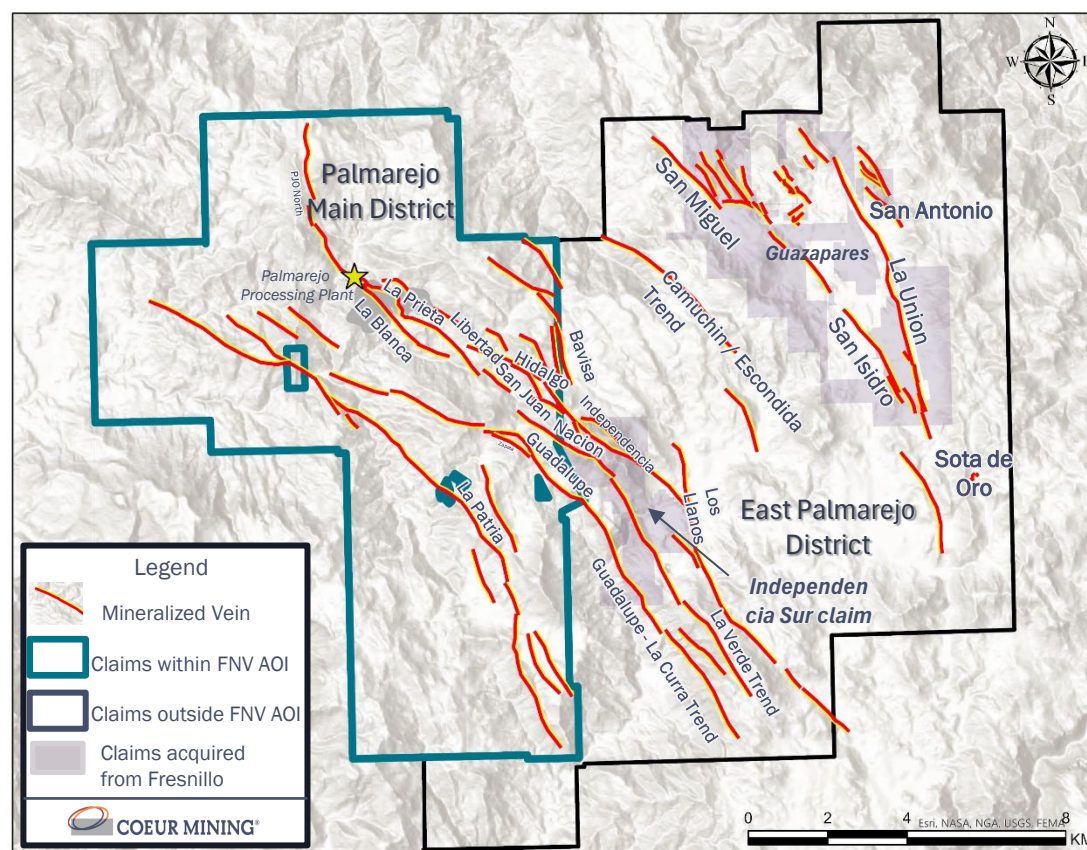 N
W
S
Palmarejo
Main District
PJO North
Palmarejo
Processing Plant
La Prieta
La Blanca
Libertad
Hidalgo
San Juan
Nacion
Bavisa
Independencia
Guadalupe
La Patria
San Miguel
Guazapares
San Antonio
La Union
San Isidro
Camuchin / Escondida
Trend
Sota de
Oro
Los
Llanos
East Palmarejo
District
Independen
cia Sur claim
Guadalupe - La Curra Trend
La Verde Trend
Legend
Mineralized Vein
Claims within FNV AOI
Claims outside FNV AOI
Claims acquired
from Fresnillo
COEUR MINING®
0 2 4 8
KM
Esri, NASA, NGA, USGS, FEMA